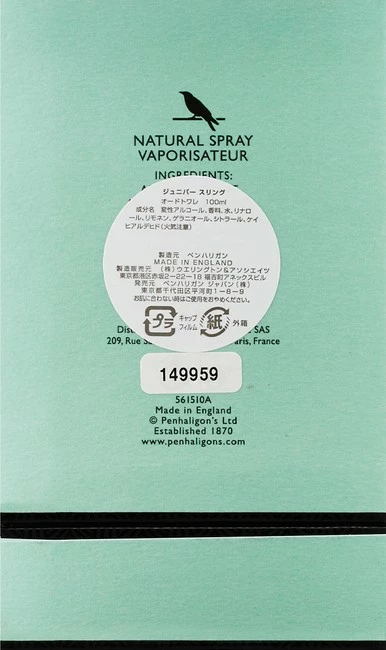 NATURAL SPRAY
VAPORISATEUR
INGREDIENTS:
ジュニパー スリング
オードトワレ 100ml
成分名 変性アルコール、香料、水、リナロ
ール、リモネン、ゲラニオール、シトラール、ケイ
ヒアルデヒド(火気注意)
製造元 ペンハリガン
MADE IN ENGLAND
製造販売元 (株)ウエリングトン&アソシエイツ
東京都港区赤坂2-22-18 福吉町アネックスビル
発売元 ペンハリガン ジャパン(株)
東京都千代田区平河町1-8-9
お肌に合わない時はご使用をおやめください。
プラ キャップ フィルム 紙 外箱
SAS
209, Rue France
149959
561510A
Made in England
© Penhaligon's Ltd
Established 1870
www.penhaligons.com